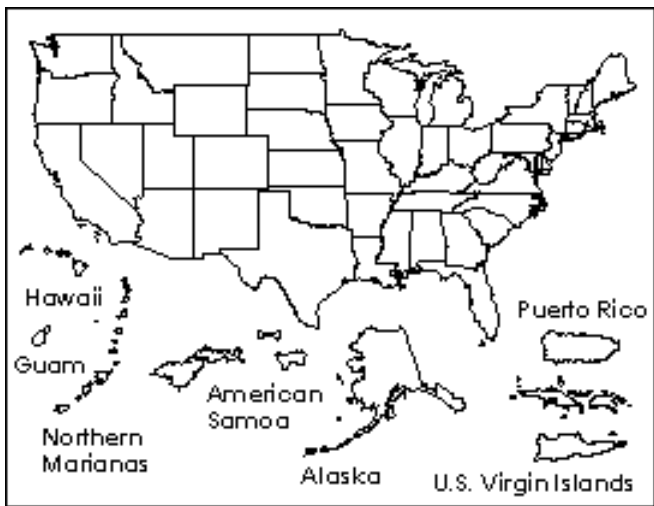 Hawaii
Puerto Rico
Guam
American
Samoa
Northern
Marianas
Alaska
U.S. Virgin Islands